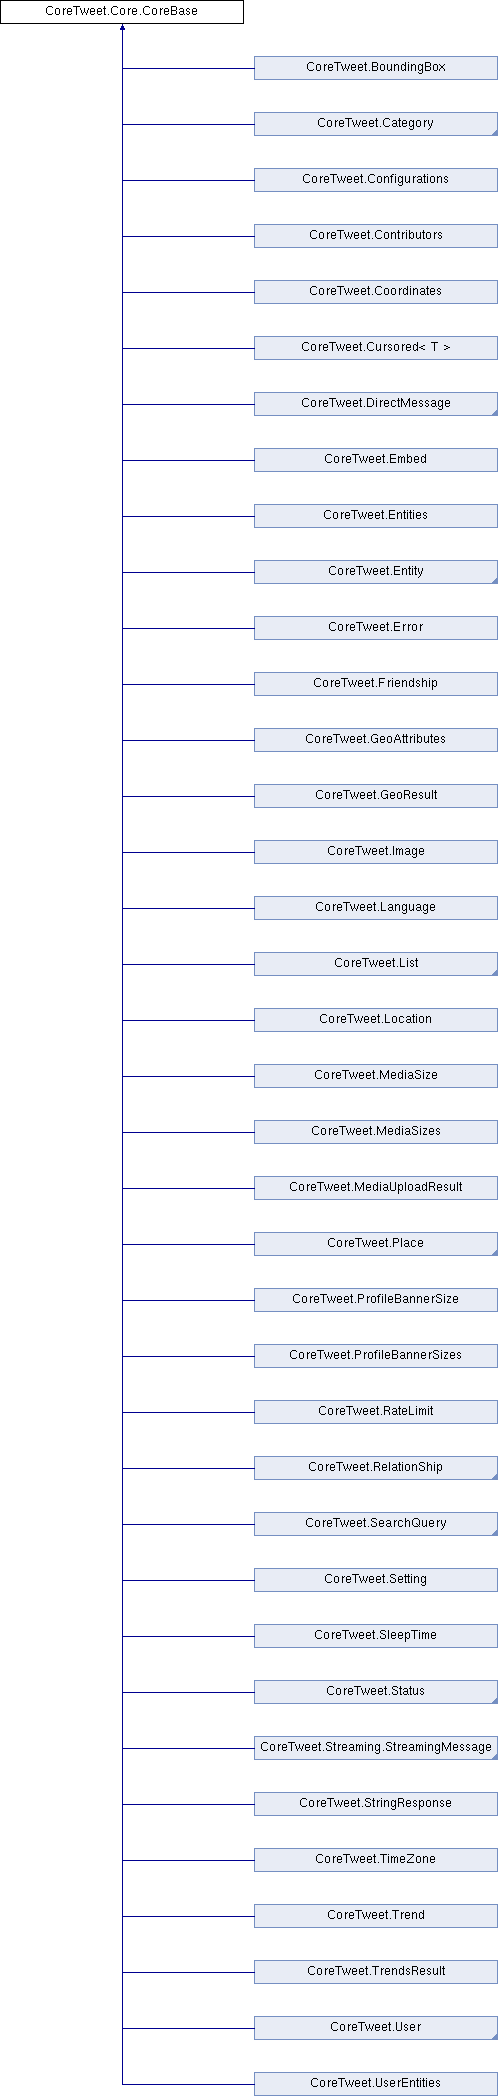 CoreTweet.Core.CoreBase
CoreTweet.BoundingBox
CoreTweet.Category
CoreTweet.Configurations
CoreTweet.Contributors
CoreTweet.Coordinates
CoreTweet.Cursored< T >
CoreTweet.DirectMessage
CoreTweet.Embed
CoreTweet.Entities
CoreTweet.Entity
CoreTweet.Error
CoreTweet.Friendship
CoreTweet.GeoAttributes
CoreTweet.GeoResult
CoreTweet.Image
CoreTweet.Language
CoreTweet.List
CoreTweet.Location
CoreTweet.MediaSize
CoreTweet.MediaSizes
CoreTweet.MediaUploadResult
CoreTweet.Place
CoreTweet.ProfileBannerSize
CoreTweet.ProfileBannerSizes
CoreTweet.RateLimit
CoreTweet.RelationShip
CoreTweet.SearchQuery
CoreTweet.Setting
CoreTweet.SleepTime
CoreTweet.Status
CoreTweet.Streaming.StreamingMessage
CoreTweet.StringResponse
CoreTweet.TimeZone
CoreTweet.Trend
CoreTweet.TrendsResult
CoreTweet.User
CoreTweet.UserEntities